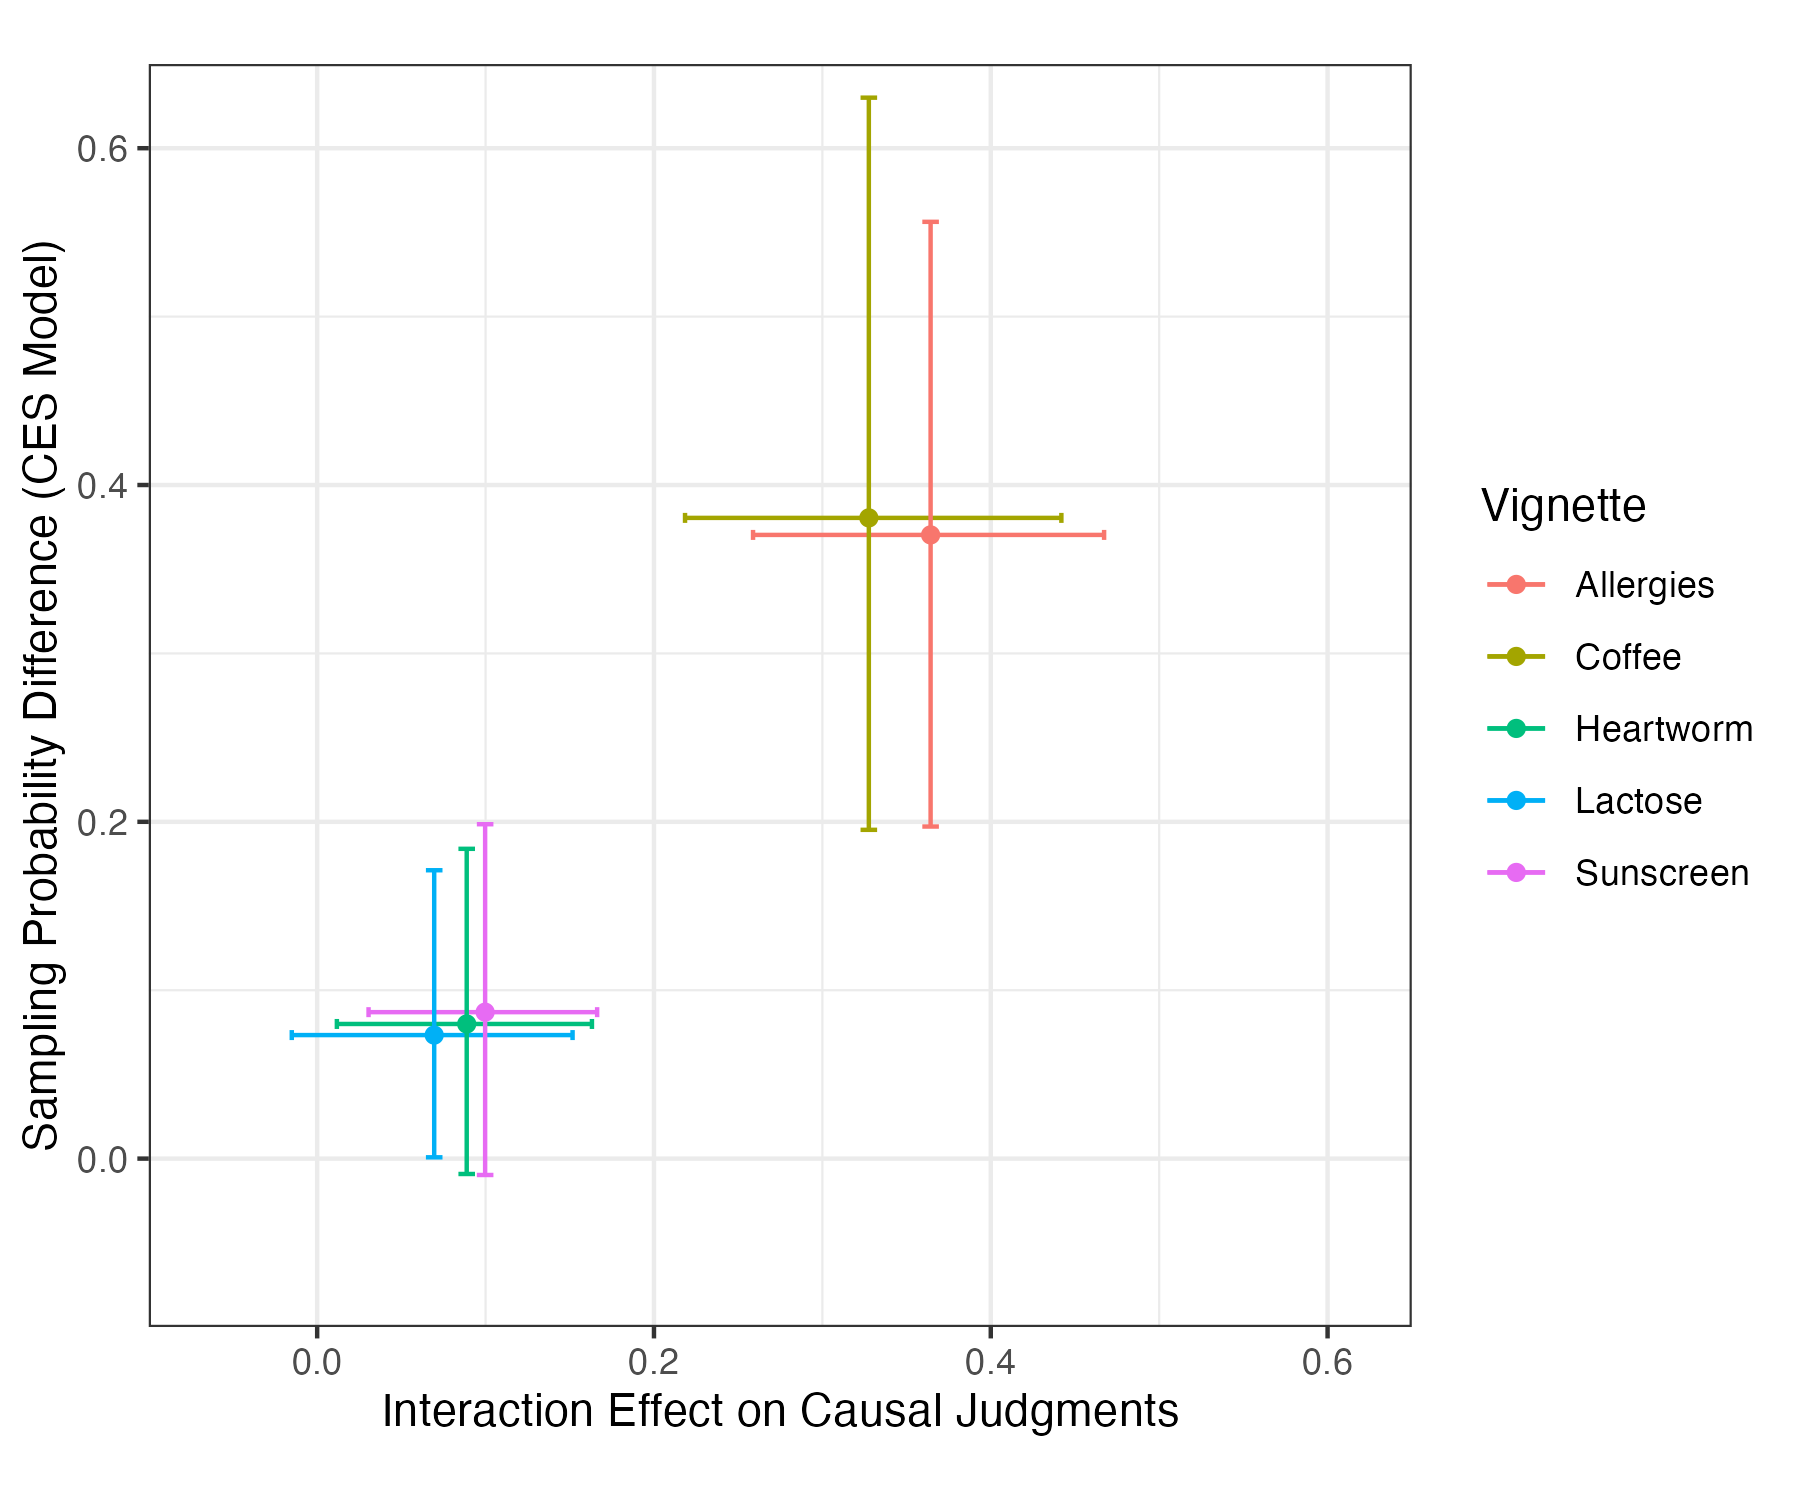 Sampling Probability Difference (CES Model)
0.6
0.4
0.2
0.0
0.0
0.2
0.4
0.6
Interaction Effect on Causal Judgments
Vignette
Allergies
Coffee
Heartworm
Lactose
Sunscreen